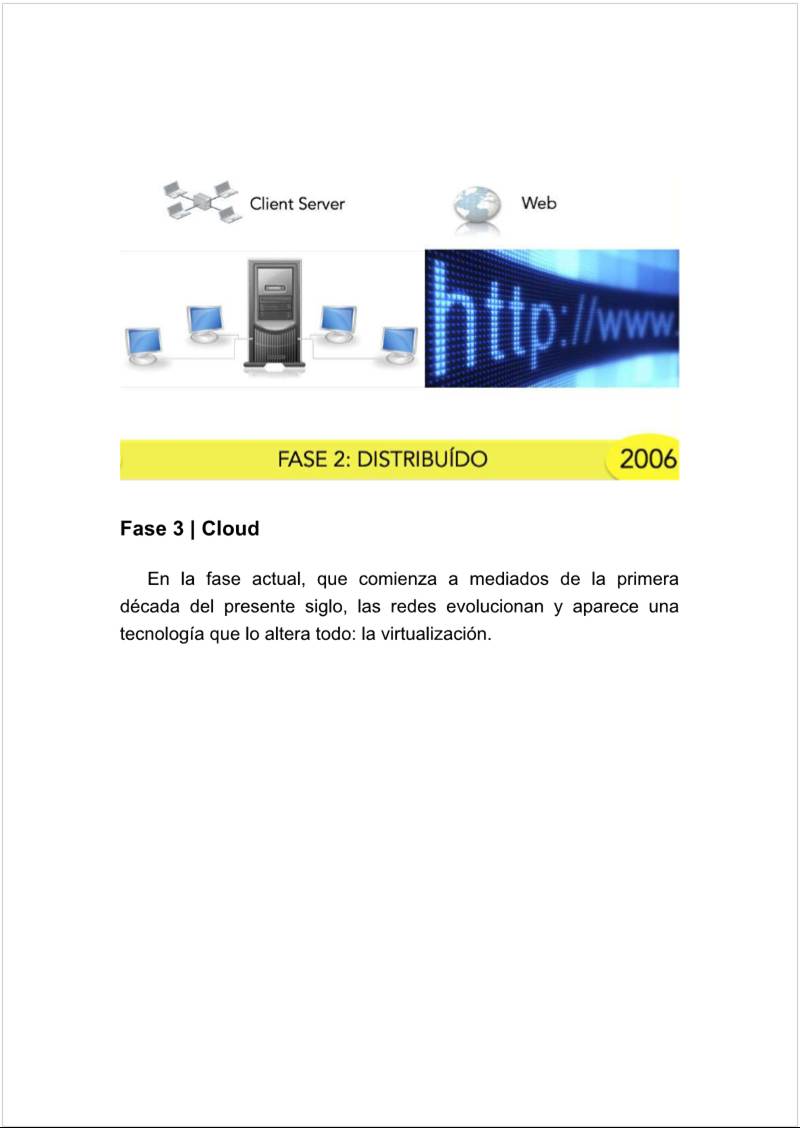 Client Server
Web
http://www.
FASE 2: DISTRIBUÍDO
2006
Fase 3 | Cloud
En la fase actual, que comienza a mediados de la primera
década del presente siglo, las redes evolucionan y aparece una
tecnología que lo altera todo: la virtualización.